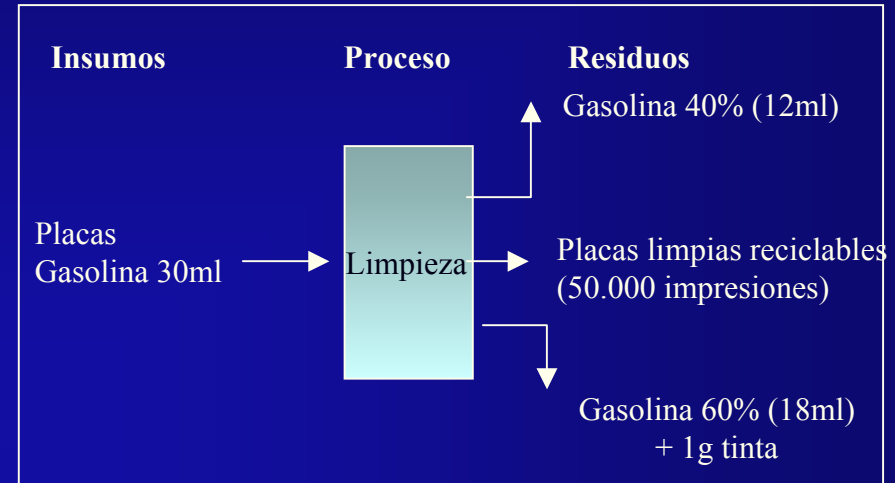 Insumos
Proceso
Residuos
Gasolina 40% (12ml)
Placas
Gasolina 30ml
Limpieza
Placas limpias reciclables
(50.000 impresiones)
Gasolina 60% (18ml)
+ 1g tinta